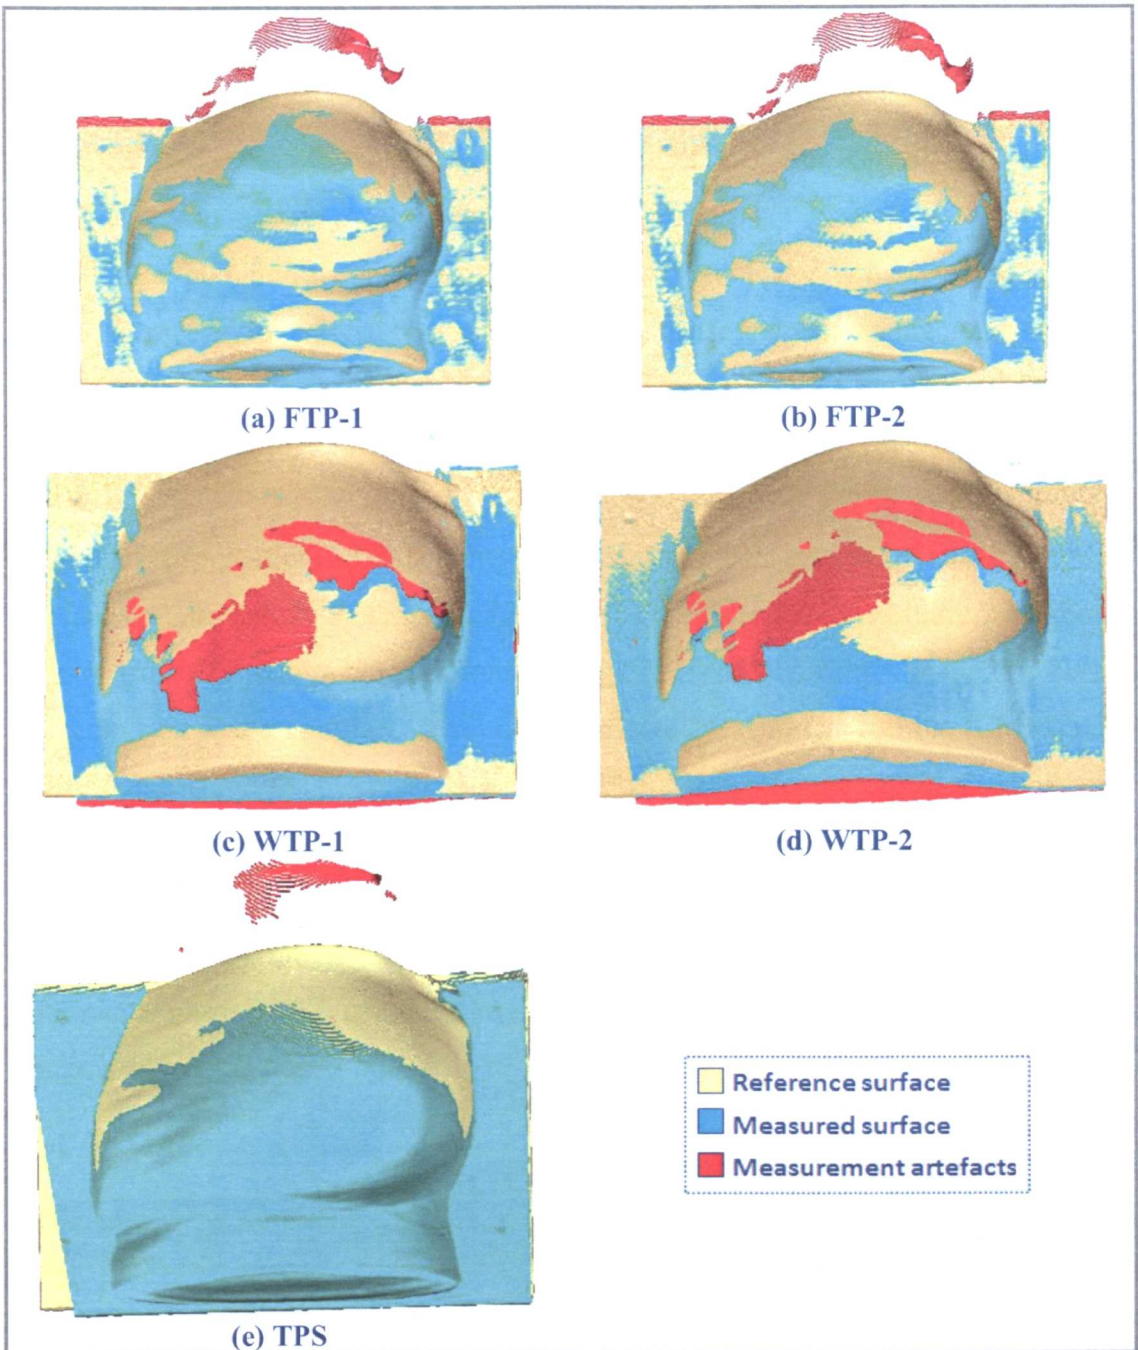 (a) FTP-1
(b) FTP-2
(c) WTP-1
(d) WTP-2
(e) TPS
Reference surface
Measured surface
Measurement artefacts